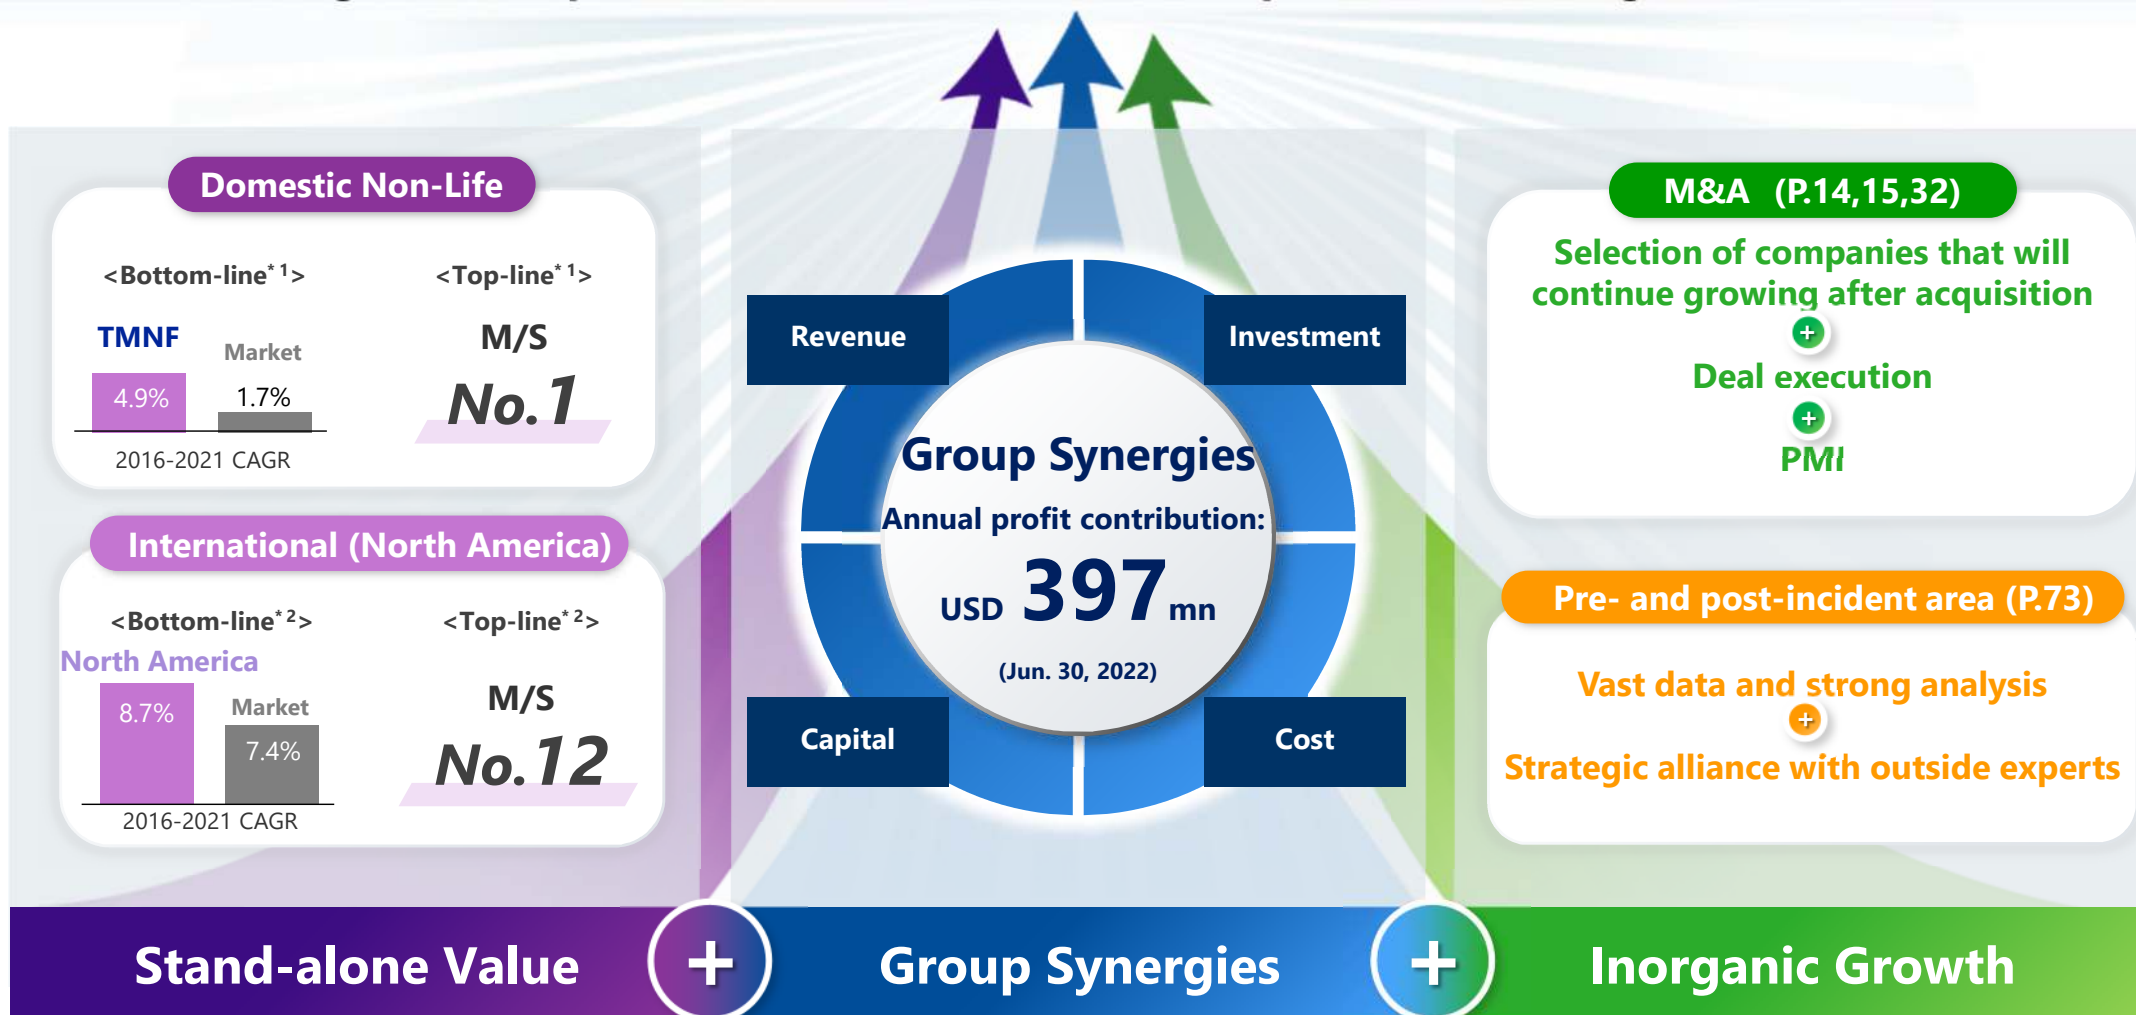 Domestic Non-Life
<Bottom-line*1>
<Top-line*1>
TMNF
Market
4.9%
1.7%
2016-2021 CAGR
M/S
No.1
International (North America)
<Bottom-line*2>
<Top-line*2>
North America
Market
8.7%
7.4%
2016-2021 CAGR
M/S
No.12
Revenue
Investment
Group Synergies
Annual profit contribution:
USD 397 mn
(Jun. 30, 2022)
Capital
Cost
M&A (P.14,15,32)
Selection of companies that will
continue growing after acquisition
+
Deal execution
+
PMI
Pre- and post-incident area (P.73)
Vast data and strong analysis
+
Strategic alliance with outside experts
Stand-alone Value + Group Synergies + Inorganic Growth